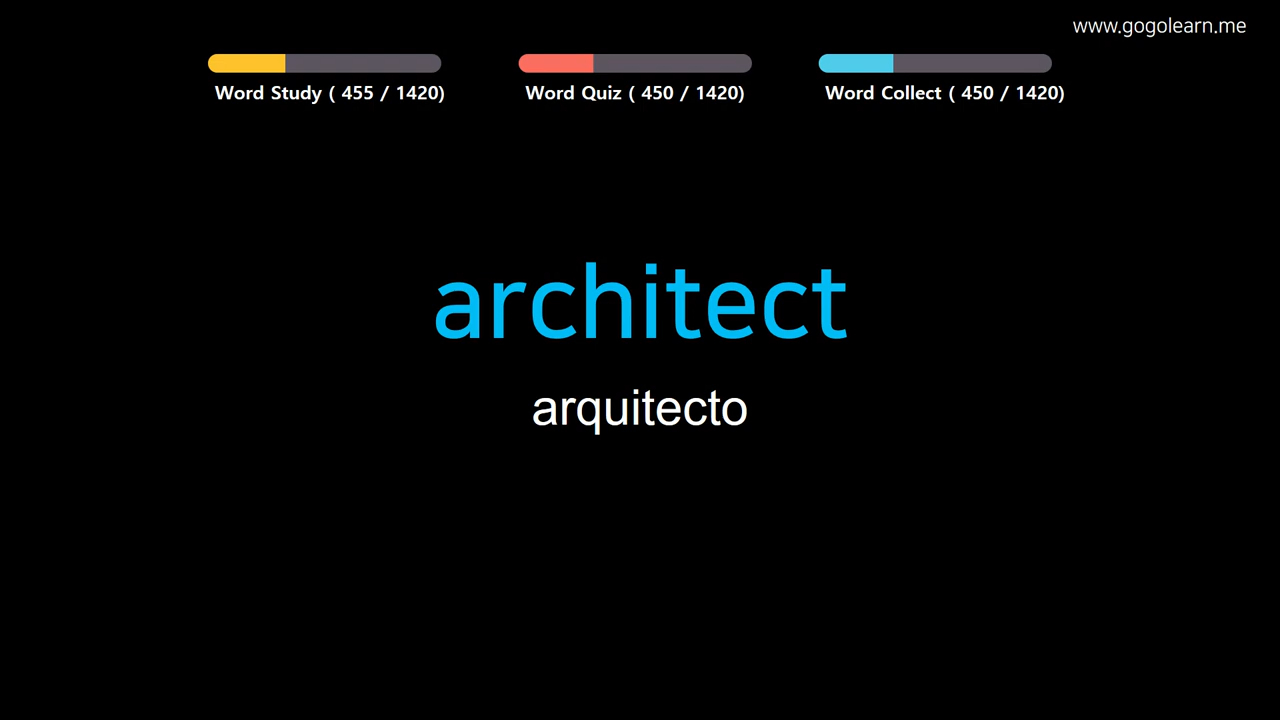 www.gogolearn.me
Word Study ( 455 / 1420)
Word Quiz ( 450 / 1420)
Word Collect ( 450 / 1420)
architect
arquitecto